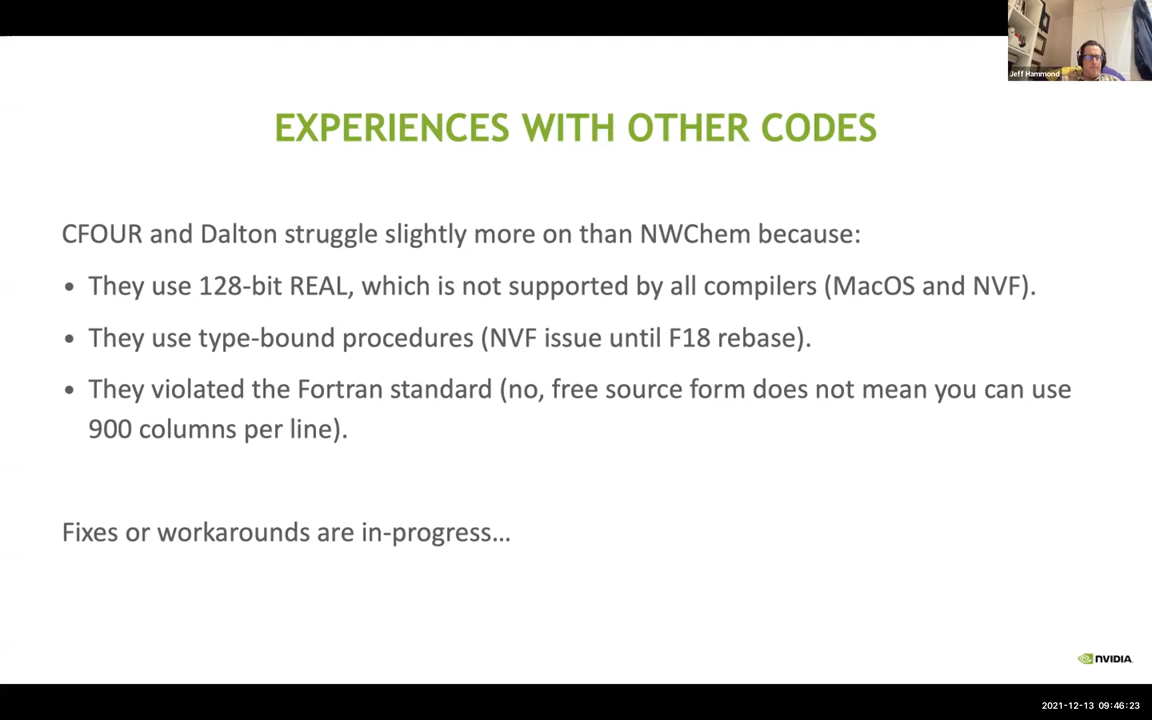 Jeff Hammond
EXPERIENCES WITH OTHER CODES
CFOUR and Dalton struggle slightly more on than NWChem because:
• They use 128-bit REAL, which is not supported by all compilers (MacOS and NVF).
• They use type-bound procedures (NVF issue until F18 rebase).
• They violated the Fortran standard (no, free source form does not mean you can use
900 columns per line).
Fixes or workarounds are in-progress…
NVIDIA
2021-12-13 09:46:23